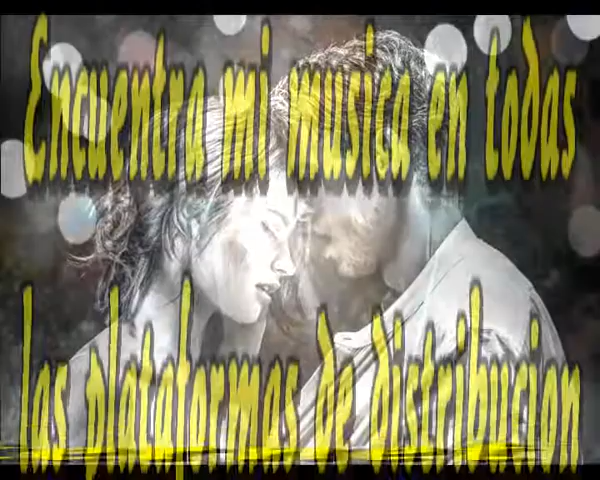 Encuentra mi musica en todas
las plataformas de distribucion